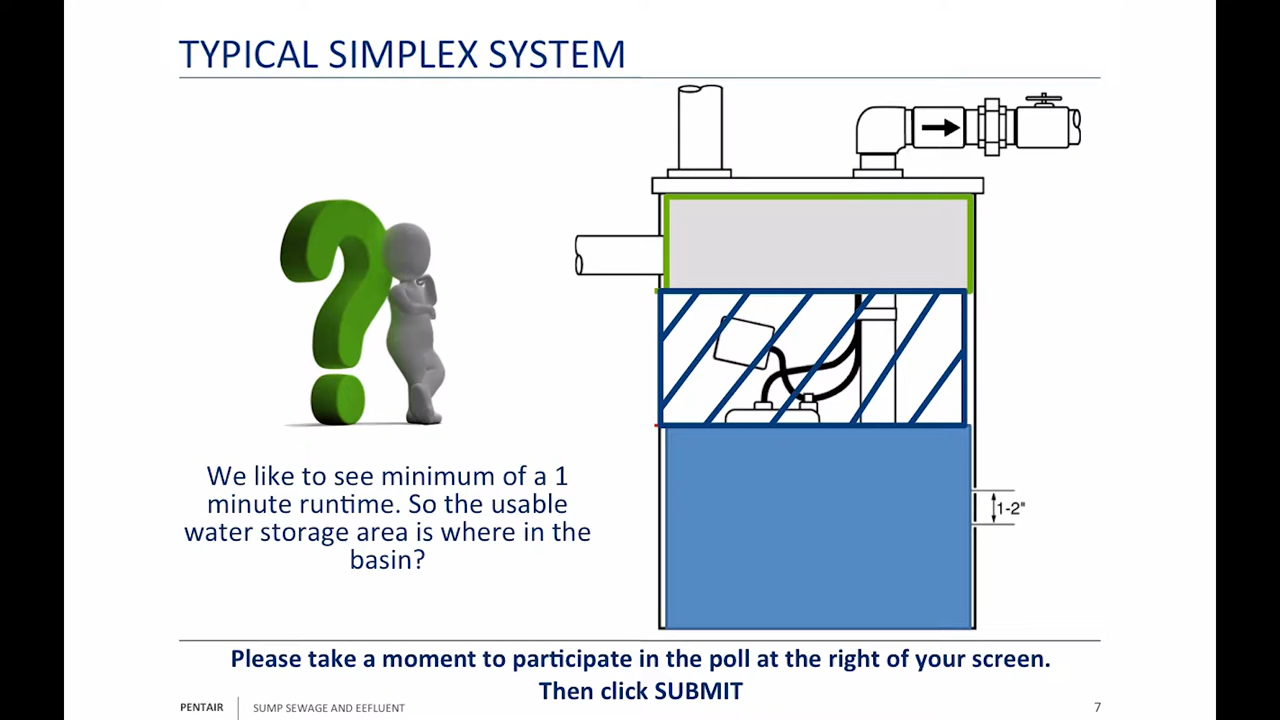 TYPICAL SIMPLEX SYSTEM
We like to see minimum of a 1
minute runtime. So the usable
water storage area is where in the
basin?
1-2"
Please take a moment to participate in the poll at the right of your screen.
Then click SUBMIT
PENTAIR
SUMP SEWAGE AND EEFLUENT
7